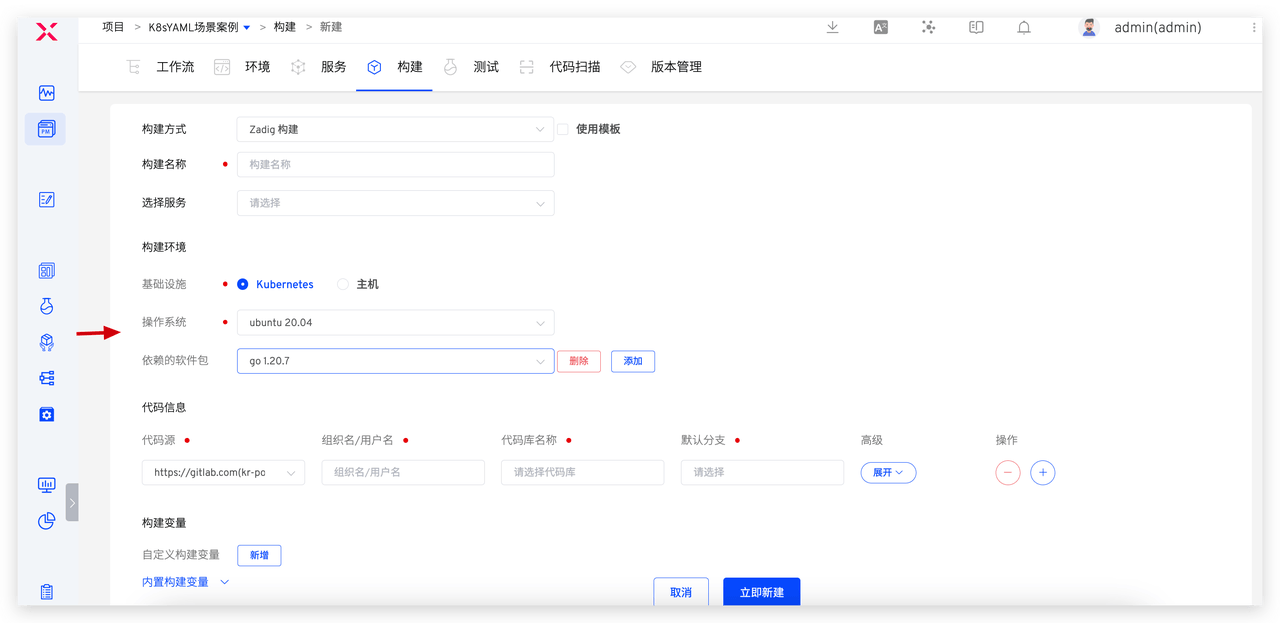 项目 > K8sYAML场景案例 > 构建 > 新建
admin(admin)
工作流 环境 服务 构建 测试 代码扫描 版本管理
构建方式 Zadig 构建 使用模板
构建名称 构建名称
选择服务 请选择
构建环境
基础设施 Kubernetes 主机
操作系统 ubuntu 20.04
依赖的软件包 go 1.20.7 删除 添加
代码信息
代码源 组织名/用户名 代码库名称 默认分支 高级 操作
https://gitlab.com(kr-po 组织名/用户名 请选择代码库 请选择 展开
构建变量
自定义构建变量 新增
内置构建变量
取消 立即新建